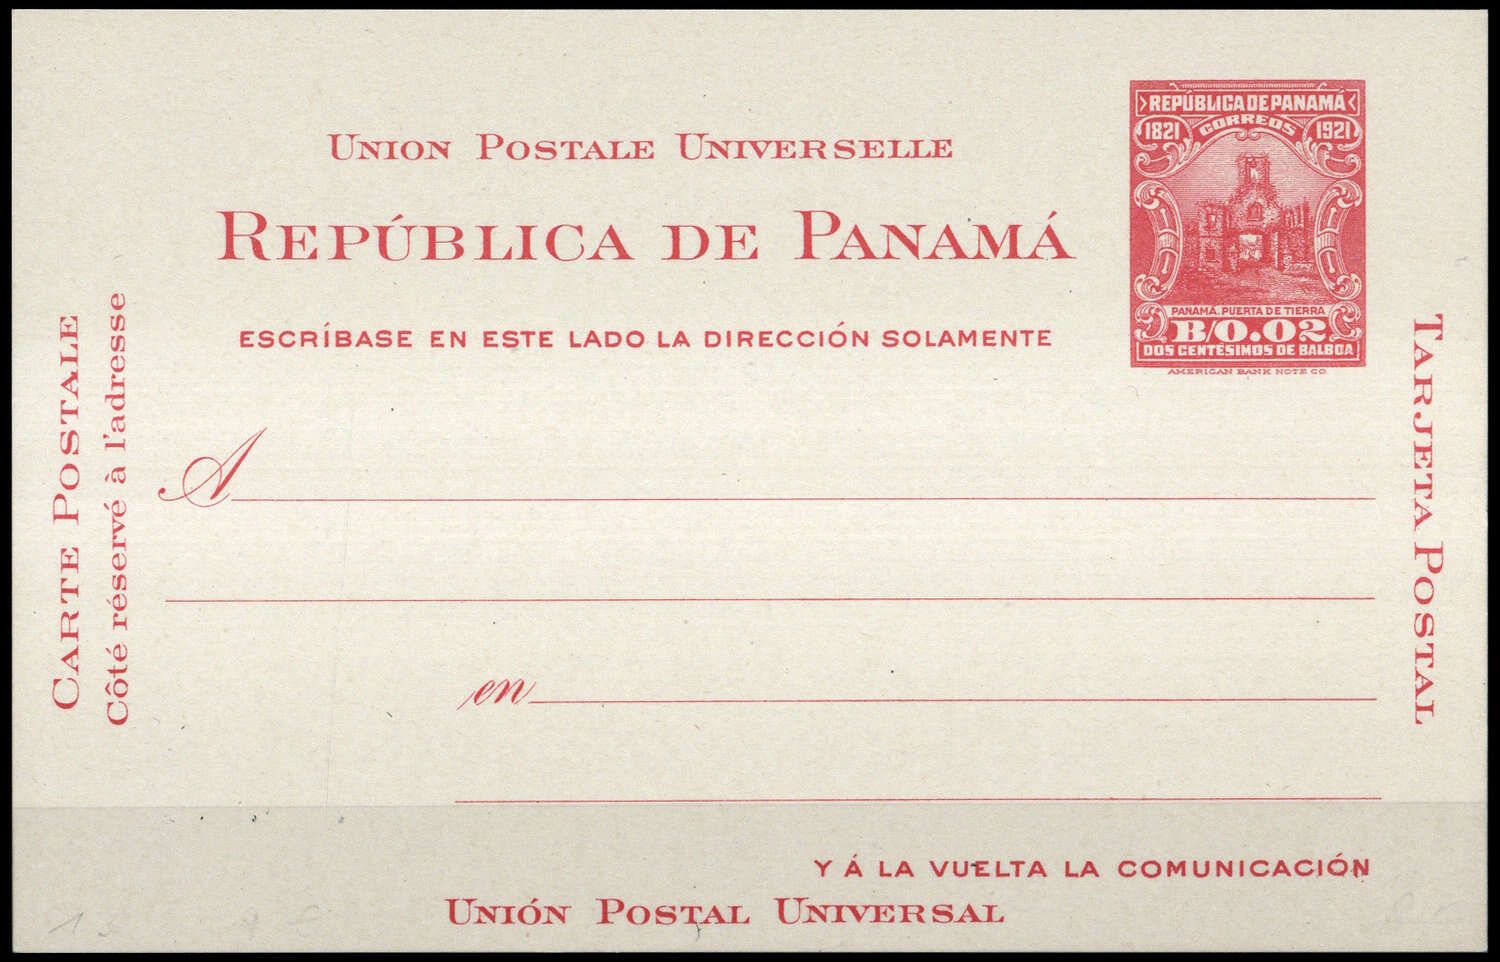 UNION POSTALE UNIVERSELLE
REPÚBLICA DE PANAMÁ
ESCRÍBASE EN ESTE LADO LA DIRECCIÓN SOLAMENTE
REPÚBLICA DE PANAMÁ
1821 CORREOS 1921
PANAMÁ. PUERTA DE TIERRA
B/0.02
DOS CENTÉSIMOS DE BALBOA
AMERICAN BANK NOTE CO.
CARTE POSTALE
Côté réservé à l'adresse
TARJETA POSTAL
A
en
Y Á LA VUELTA LA COMUNICACIÓN
UNIÓN POSTAL UNIVERSAL